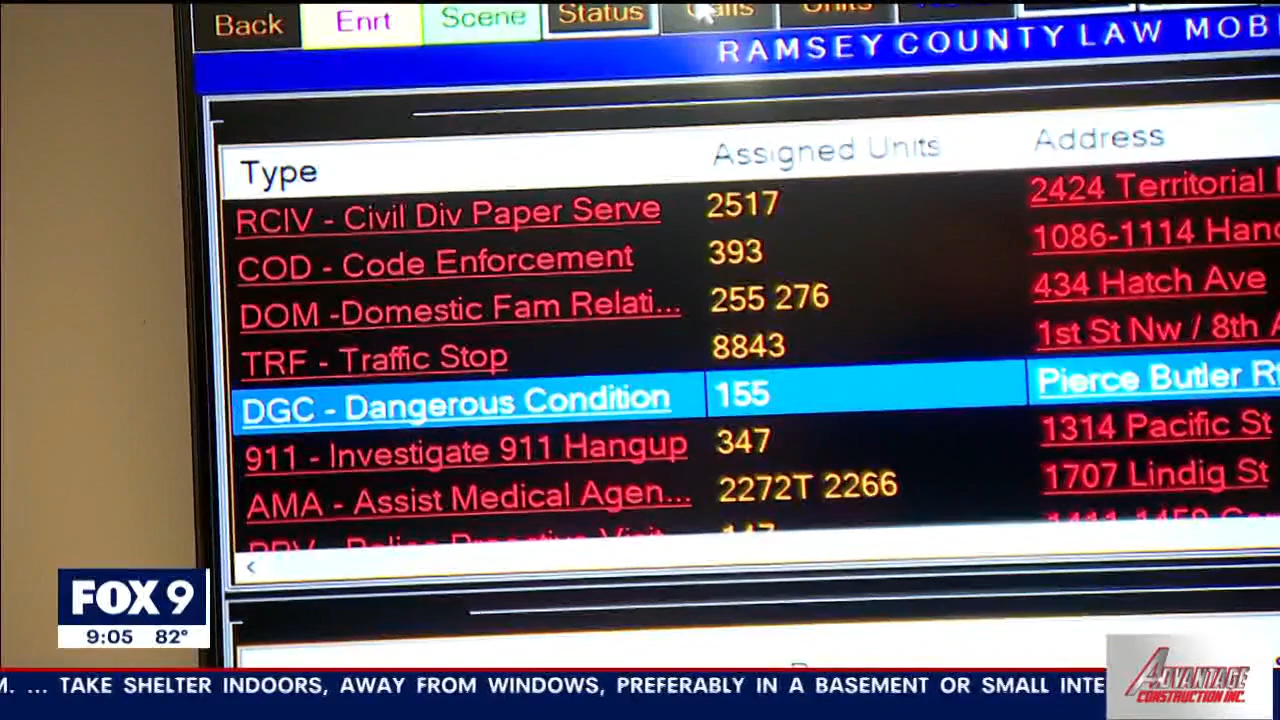 Back Enrt Scene Status Calls Units
RAMSEY COUNTY LAW MOB
Type Assigned Units Address
RCIV - Civil Div Paper Serve 2517 2424 Territorial
COD - Code Enforcement 393 1086-1114 Hand
DOM -Domestic Fam Relati... 255 276 434 Hatch Ave
TRF - Traffic Stop 8843 1st St Nw / 8th
DGC - Dangerous Condition 155 Pierce Butler Rt
911 - Investigate 911 Hangup 347 1314 Pacific St
AMA - Assist Medical Agen... 2272T 2266 1707 Lindig St
<
FOX 9
9:05 82°
M. ... TAKE SHELTER INDOORS, AWAY FROM WINDOWS, PREFERABLY IN A BASEMENT OR SMALL INTE
ADVANTAGE
CONSTRUCTION INC.